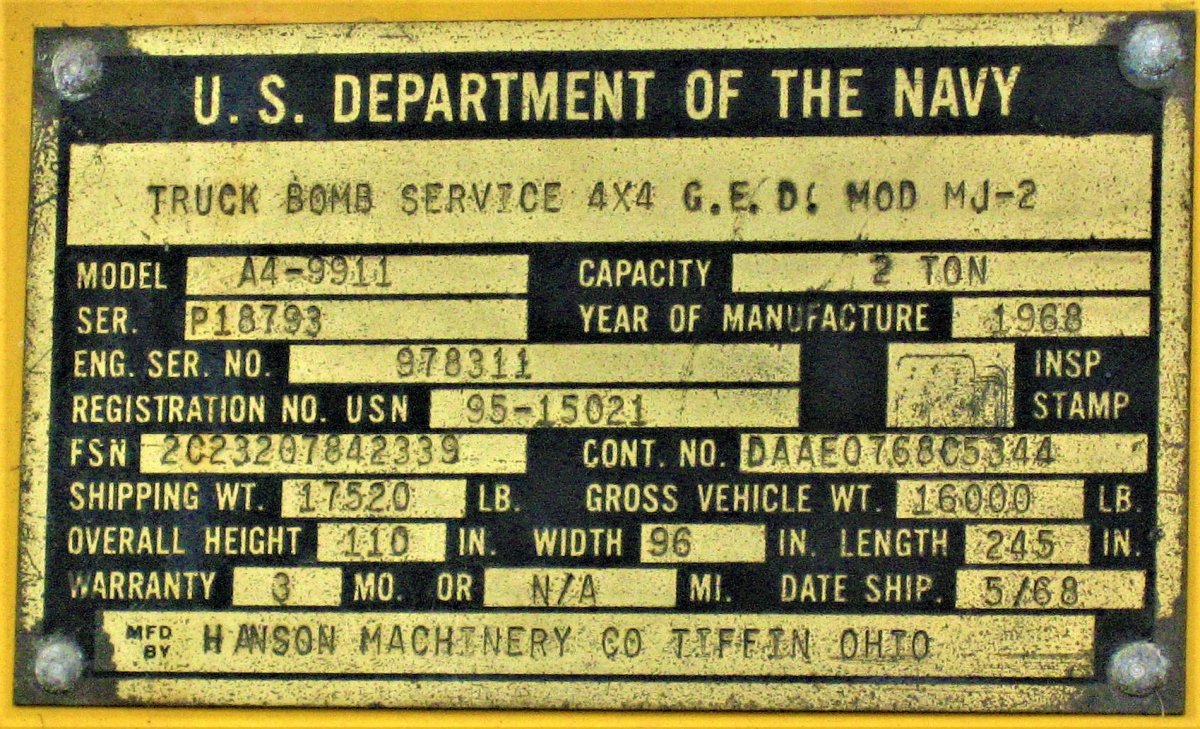 U. S. DEPARTMENT OF THE NAVY
TRUCK BOMB SERVICE 4X4 G.E.D. MOD MJ-2
MODEL A4-9911 CAPACITY 2 TON
SER. P18793 YEAR OF MANUFACTURE 1968
ENG. SER. NO. 978311 INSP
REGISTRATION NO. USN 95-15021 STAMP
FSN 2C23207842339 CONT. NO. DAAE0768C5344
SHIPPING WT. 17520 LB. GROSS VEHICLE WT. 16000 LB.
OVERALL HEIGHT 110 IN. WIDTH 96 IN. LENGTH 245 IN.
WARRANTY 3 MO. OR N/A MI. DATE SHIP. 5/68
MFD BY HANSON MACHINERY CO TIFFIN OHIO